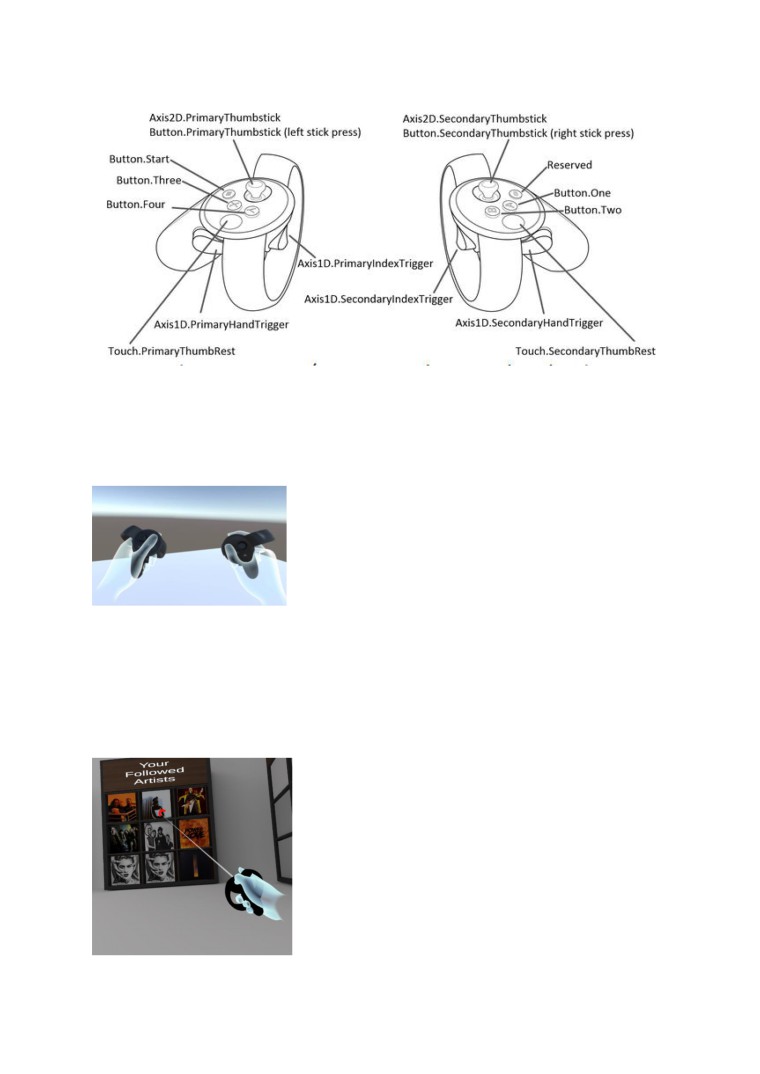 Axis2D.PrimaryThumbstick
Button.PrimaryThumbstick (left stick press)
Axis2D.SecondaryThumbstick
Button.SecondaryThumbstick (right stick press)
Button.Start
Button.Three
Button.Four
Reserved
Button.One
Button.Two
Axis1D.PrimaryIndexTrigger
Axis1D.SecondaryIndexTrigger
Axis1D.PrimaryHandTrigger
Axis1D.SecondaryHandTrigger
Touch.PrimaryThumbRest
Touch.SecondaryThumbRest
Your
Followed
Artists